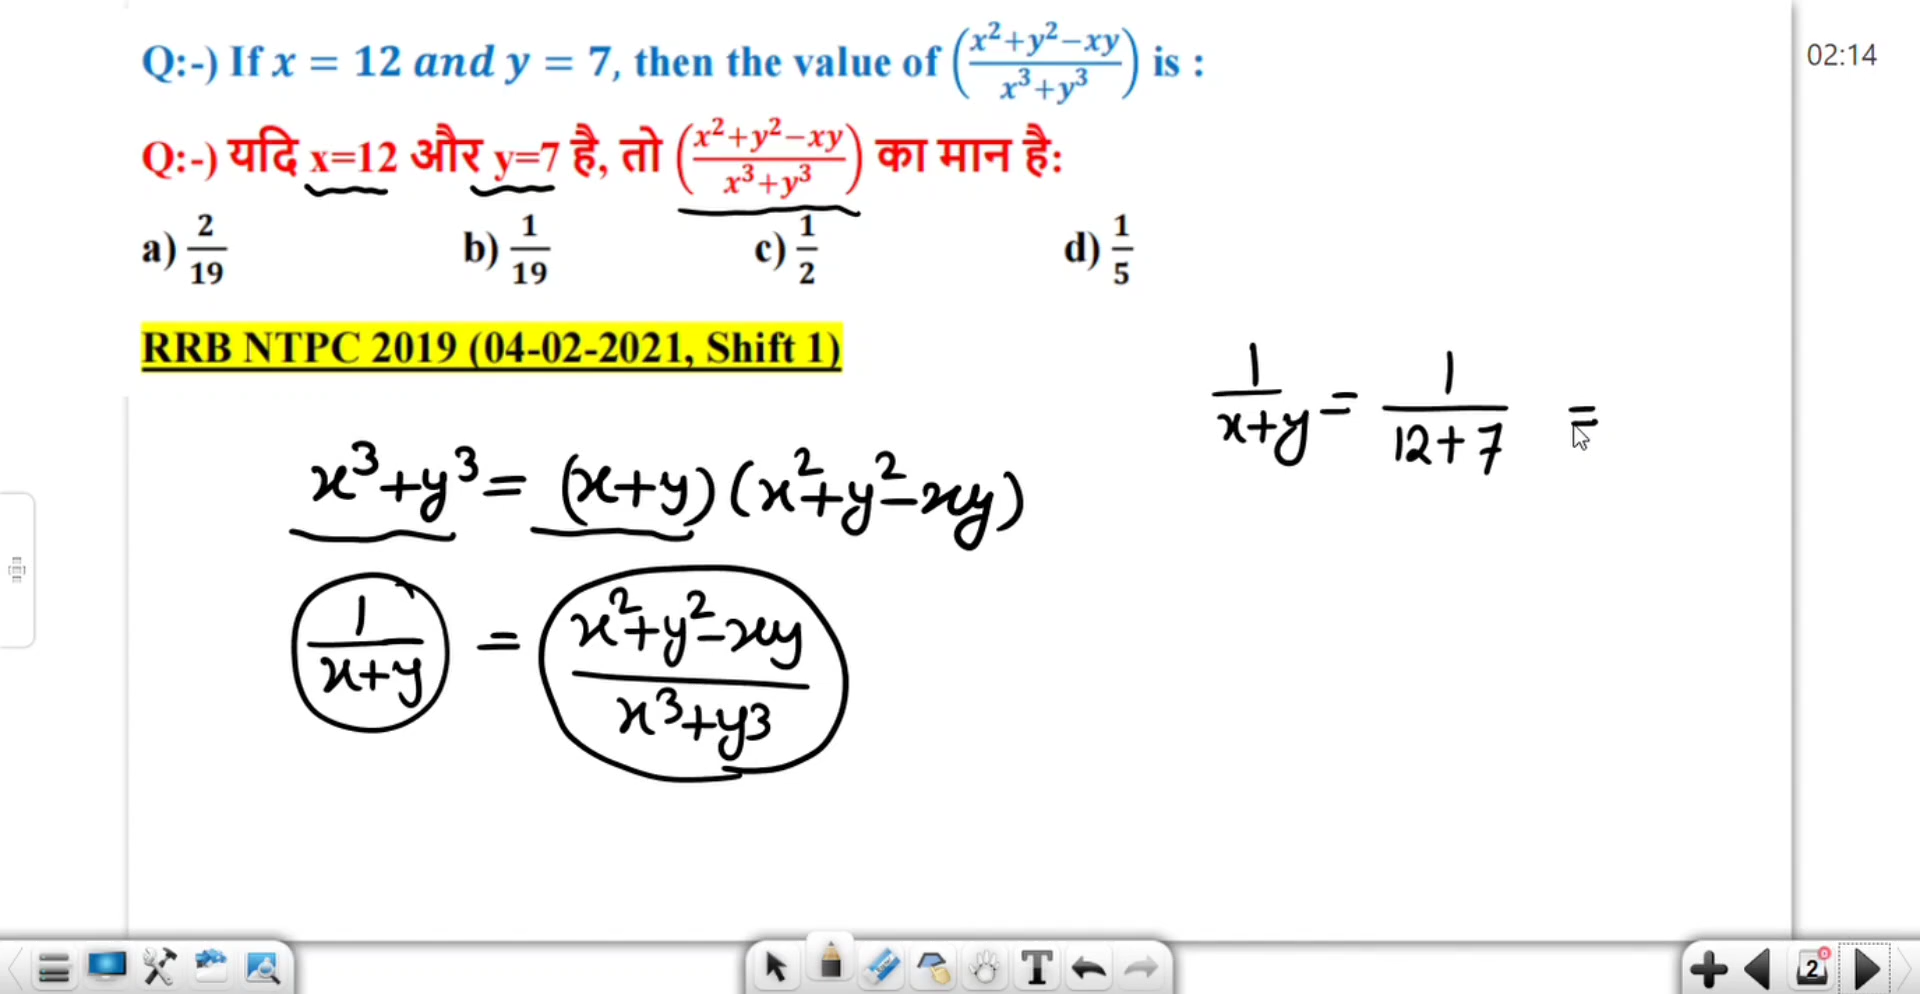 Q:-) If x = 12 and y = 7, then the value of (x²+y²−xy / x³+y³) is :
02:14
Q:-) यदि x=12 और y=7 है, तो (x²+y²−xy / x³+y³) का मान है:
a) 2/19 b) 1/19 c) 1/2 d) 1/5
RRB NTPC 2019 (04-02-2021, Shift 1)
1/x+y = 1/12+7 =
x³+y³ = (x+y)(x²+y²−xy)
1/x+y = x²+y²−xy / x³+y³
T
2
0